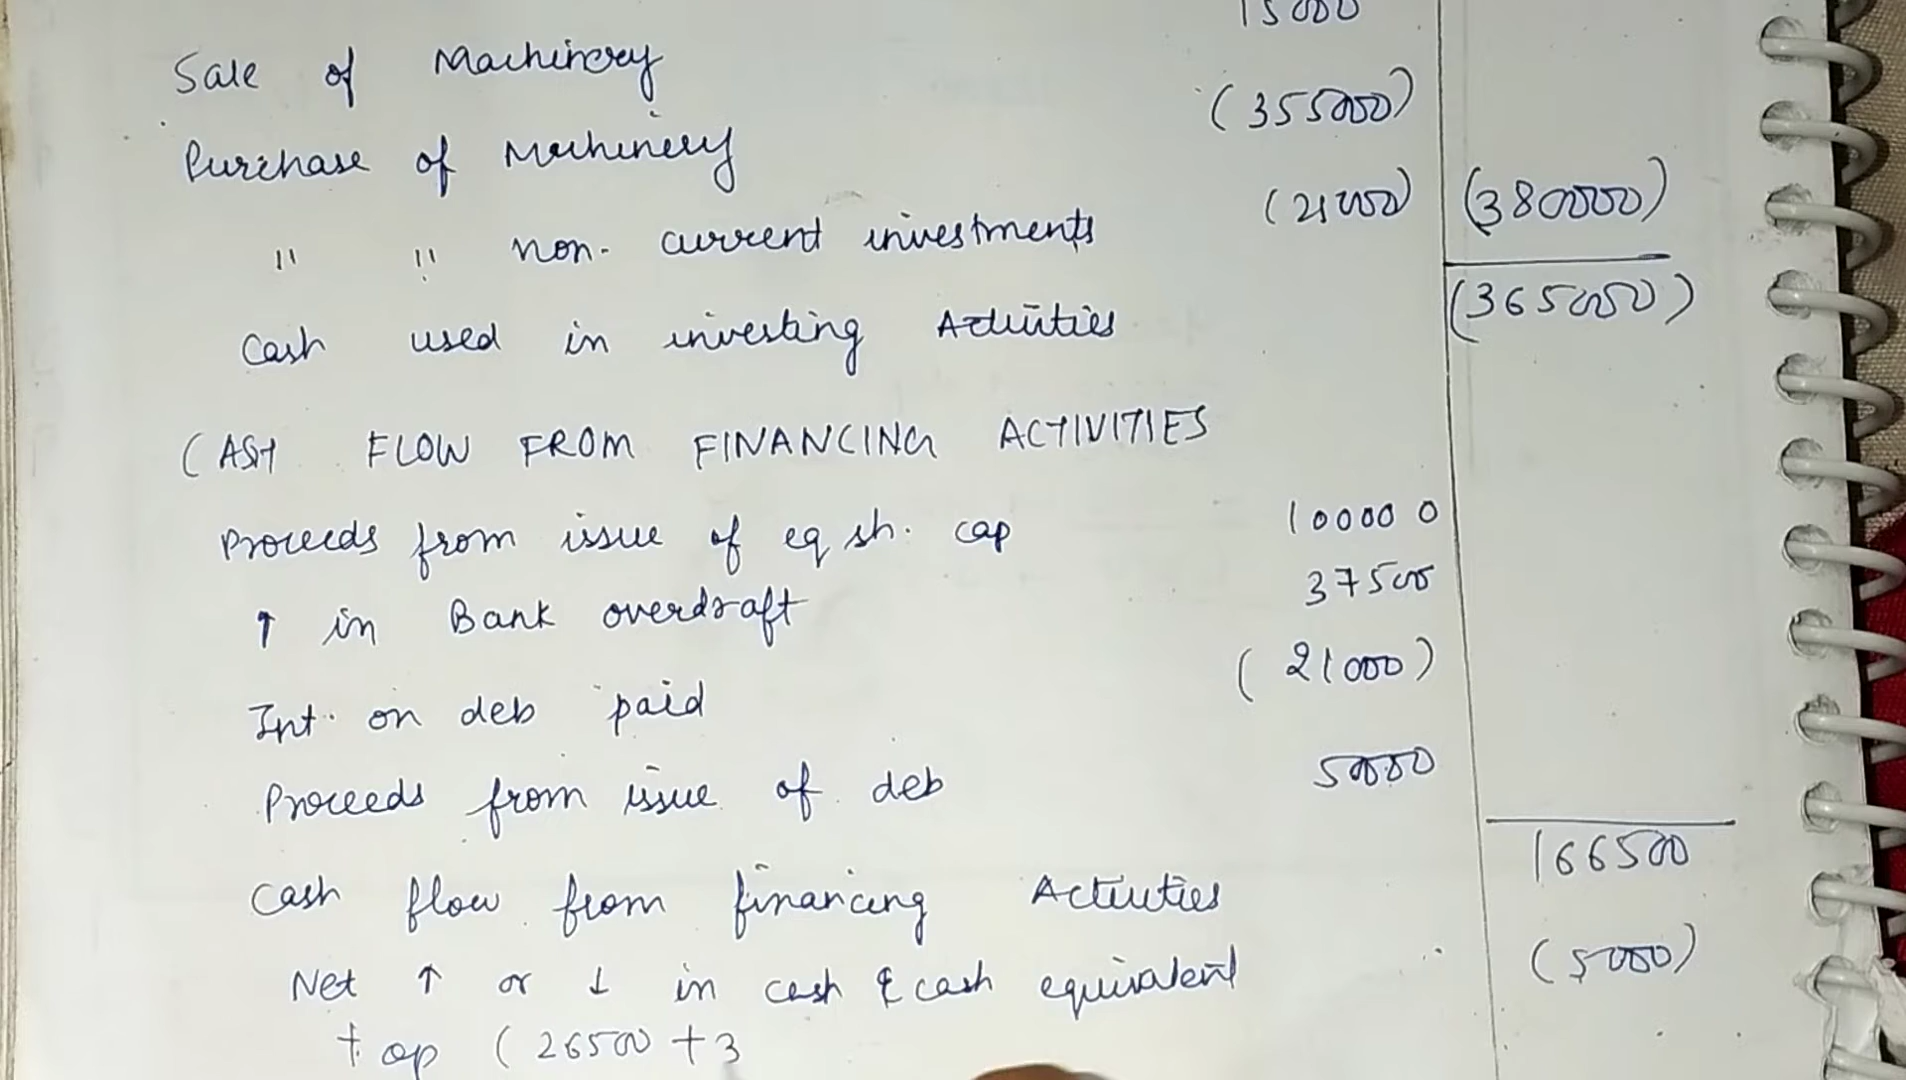 15000
Sale of Machinery
(355000)
Purchase of Machinery
(21000) (380000)
" " non-current investments
(365000)
Cash used in investing Activities
CASH FLOW FROM FINANCING ACTIVITIES
Proceeds from issue of eq sh. cap 100000
↑ in Bank overdraft 37500
Int. on deb paid (21000)
Proceeds from issue of deb 50000
Cash flow from financing Activities 166500
Net ↑ or ↓ in cash & cash equivalent (5000)
+ op (26500 + 3